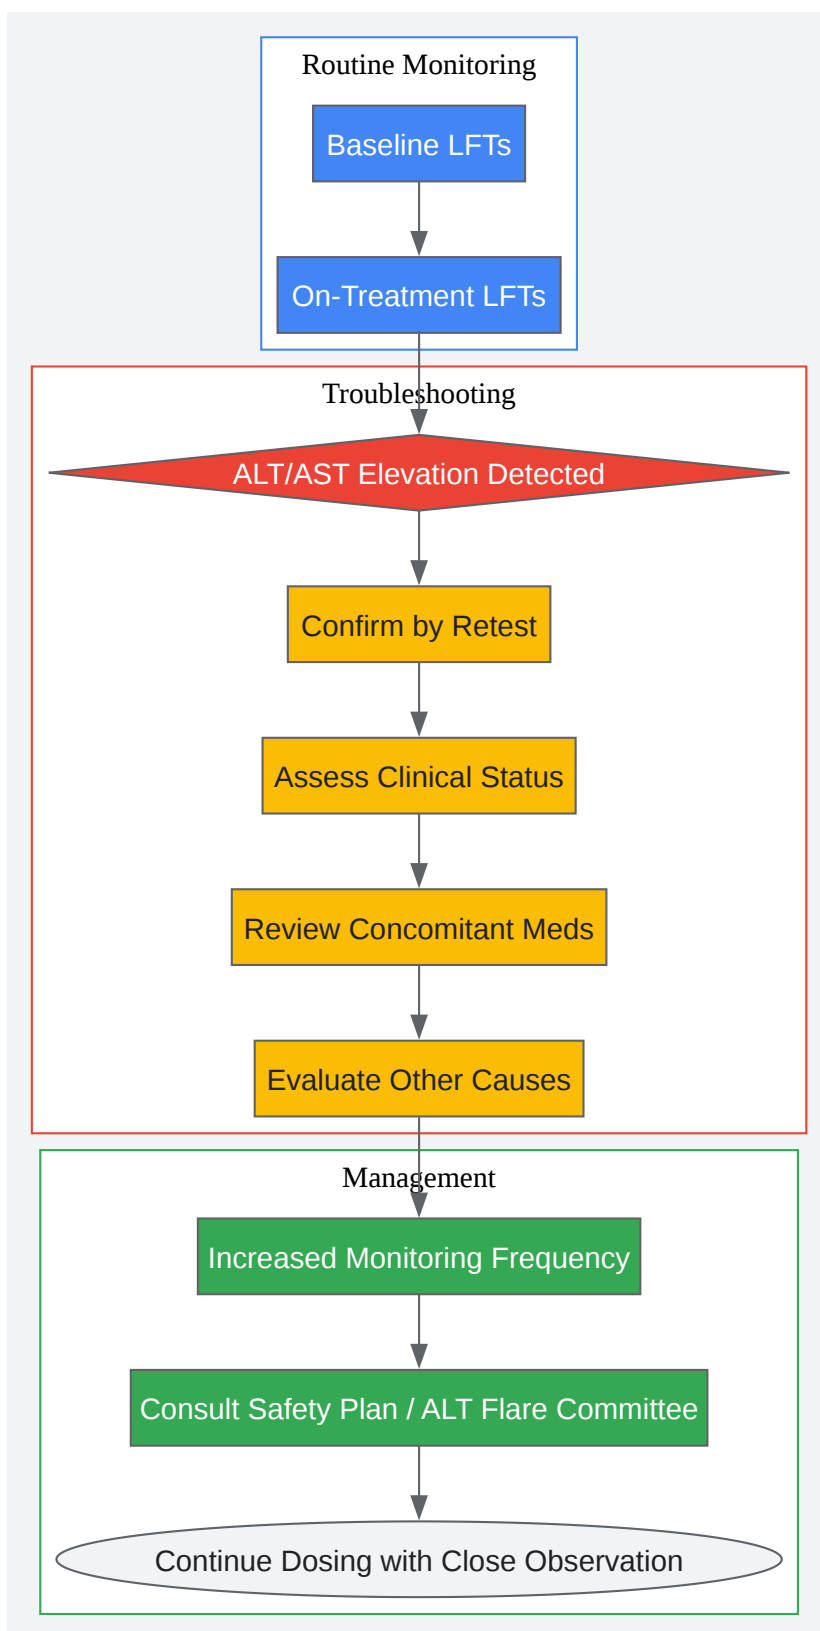 Routine Monitoring
Baseline LFTs
On-Treatment LFTs
Troubleshooting
ALT/AST Elevation Detected
Confirm by Retest
Assess Clinical Status
Review Concomitant Meds
Evaluate Other Causes
Management
Increased Monitoring Frequency
Consult Safety Plan / ALT Flare Committee
Continue Dosing with Close Observation